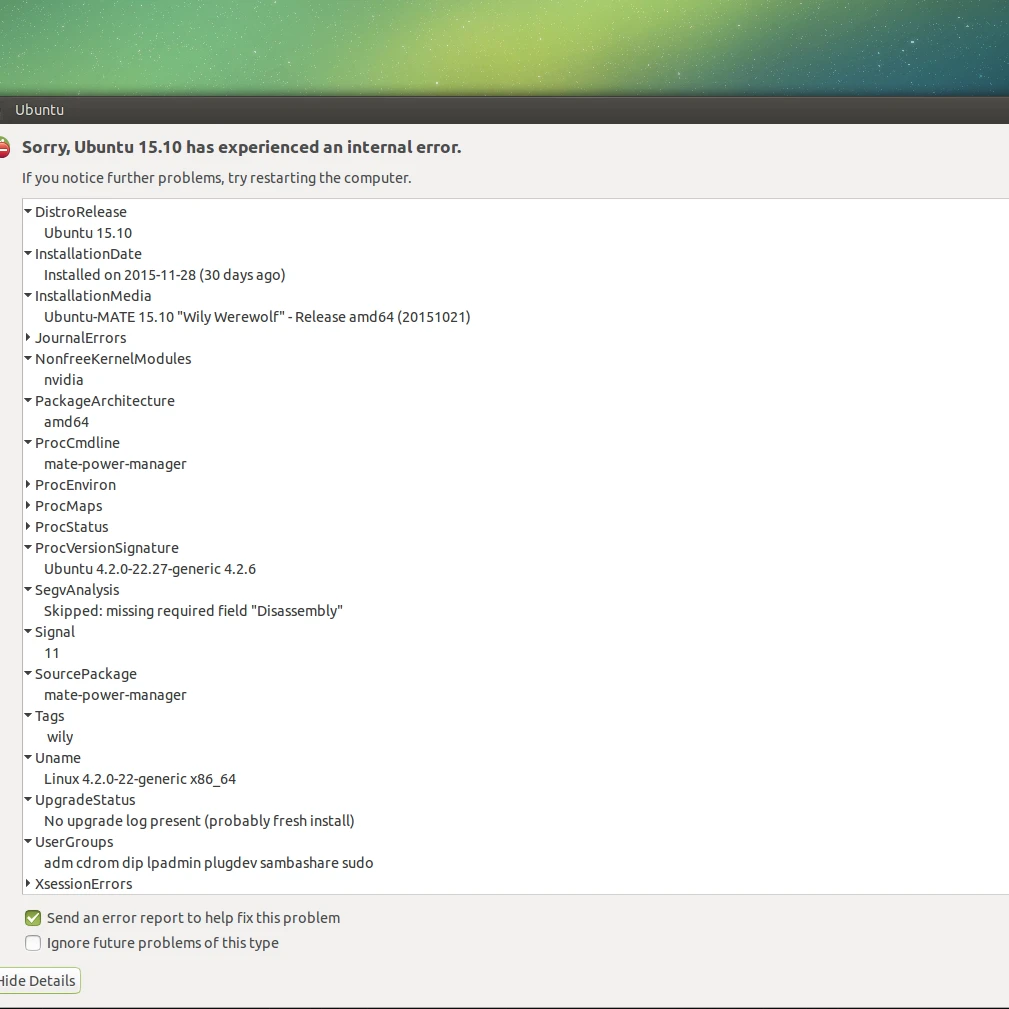 Ubuntu
Sorry, Ubuntu 15.10 has experienced an internal error.
If you notice further problems, try restarting the computer.
DistroRelease
Ubuntu 15.10
InstallationDate
Installed on 2015-11-28 (30 days ago)
InstallationMedia
Ubuntu-MATE 15.10 "Wily Werewolf" - Release amd64 (20151021)
JournalErrors
NonfreeKernelModules
nvidia
PackageArchitecture
amd64
ProcCmdline
mate-power-manager
ProcEnviron
ProcMaps
ProcStatus
ProcVersionSignature
Ubuntu 4.2.0-22.27-generic 4.2.6
SegvAnalysis
Skipped: missing required field "Disassembly"
Signal
11
SourcePackage
mate-power-manager
Tags
wily
Uname
Linux 4.2.0-22-generic x86_64
UpgradeStatus
No upgrade log present (probably fresh install)
UserGroups
adm cdrom dip lpadmin plugdev sambashare sudo
XsessionErrors
Send an error report to help fix this problem
Ignore future problems of this type
Hide Details